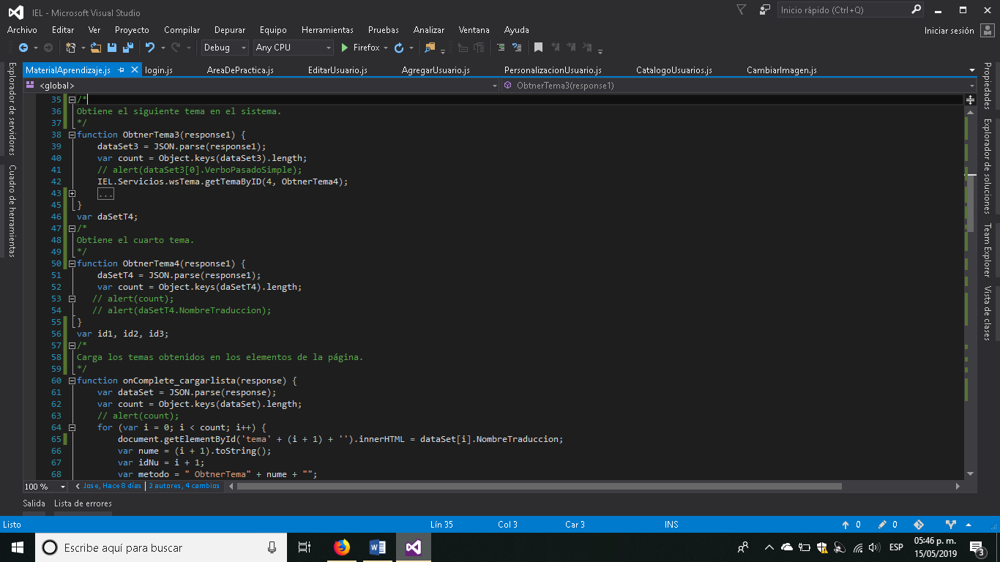 IEL - Microsoft Visual Studio
Inicio rápido (Ctrl+Q)
Archivo Editar Ver Proyecto Compilar Depurar Equipo Herramientas Pruebas Analizar Ventana Ayuda
Iniciar sesión
Debug Any CPU Firefox
MaterialAprendizaje.js login.js AreaDePractica.js EditarUsuario.js AgregarUsuario.js PersonalizacionUsuario.js CatalogoUsuarios.js CambiarImagen.js
<global> ObtnerTema3(response1)
Explorador de servidores
Cuadro de herramientas
35 /*
36 Obtiene el siguiente tema en el sistema.
37 */
38 function ObtnerTema3(response1) {
39 dataSet3 = JSON.parse(response1);
40 var count = Object.keys(dataSet3).length;
41 // alert(dataSet3[0].VerboPasadoSimple);
42 IEL.Servicios.wsTema.getTemaByID(4, ObtnerTema4);
43 ...
45 }
46 var daSetT4;
47 /*
48 Obtiene el cuarto tema.
49 */
50 function ObtnerTema4(response1) {
51 daSetT4 = JSON.parse(response1);
52 var count = Object.keys(daSetT4).length;
53 // alert(count);
54 // alert(daSetT4.NombreTraduccion);
55 }
56 var id1, id2, id3;
57 /*
58 Carga los temas obtenidos en los elementos de la página.
59 */
60 function onComplete_cargarlista(response) {
61 var dataSet = JSON.parse(response);
62 var count = Object.keys(dataSet).length;
63 // alert(count);
64 for (var i = 0; i < count; i++) {
65 document.getElementById('tema' + (i + 1) + '').innerHTML = dataSet[i].NombreTraduccion;
66 var nume = (i + 1).toString();
67 var idNu = i + 1;
68 var metodo = " ObtnerTema" + nume + "";
Propiedades
Explorador de soluciones
Team Explorer
Vista de clases
100 % Jose, Hace 8 días | 2 autores, 4 cambios
Salida Lista de errores
Listo Lín 35 Col 3 Car 3 INS 0 0
Escribe aquí para buscar
ESP
05:46 p. m.
15/05/2019
3